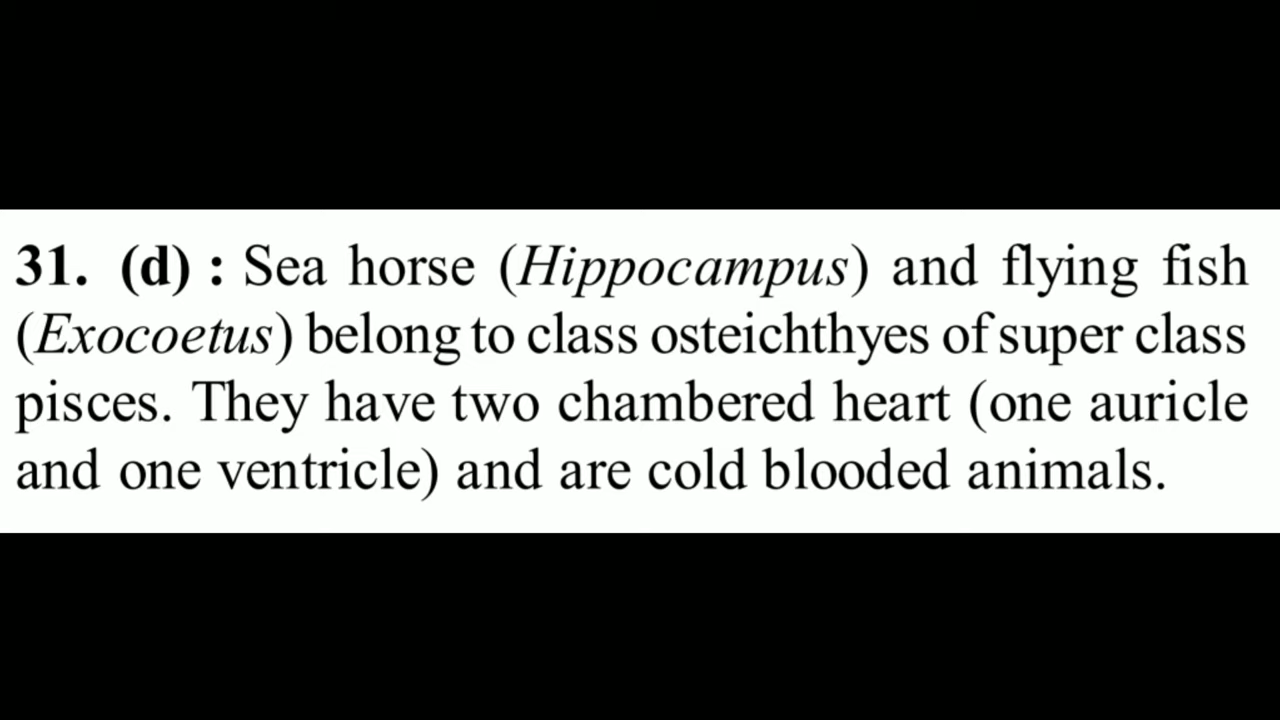 31. (d) : Sea horse (Hippocampus) and flying fish
(Exocoetus) belong to class osteichthyes of super class
pisces. They have two chambered heart (one auricle
and one ventricle) and are cold blooded animals.